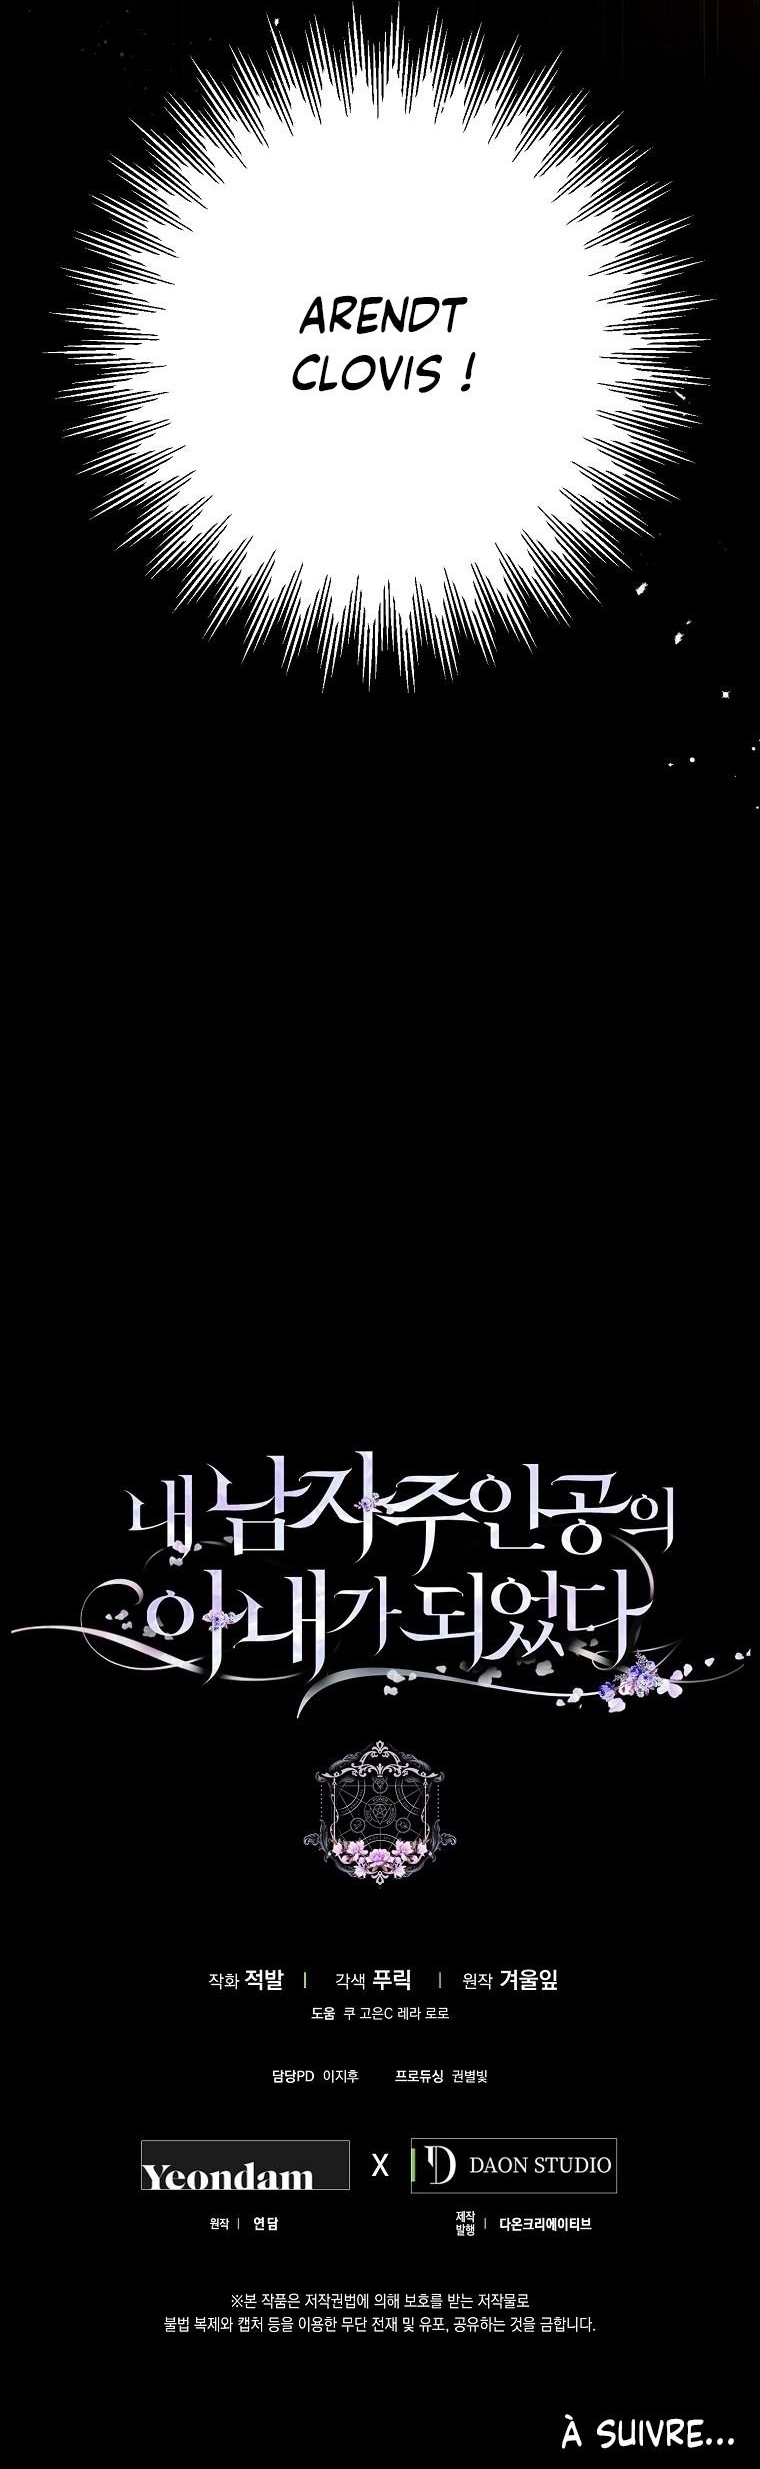 ARENDT
CLOVIS !
내 남자주인공의
아내가 되었다
작화 적발 | 각색 푸릭 | 원작 겨울잎
도움 쿠 고은C 레라 로로
담당PD 이지후 프로듀싱 권별빛
Yeondam X DAON STUDIO
원작 | 연담 제작 발행 | 다온크리에이티브
※본 작품은 저작권법에 의해 보호를 받는 저작물로
불법 복제와 캡처 등을 이용한 무단 전재 및 유포, 공유하는 것을 금합니다.
À SUIVRE...